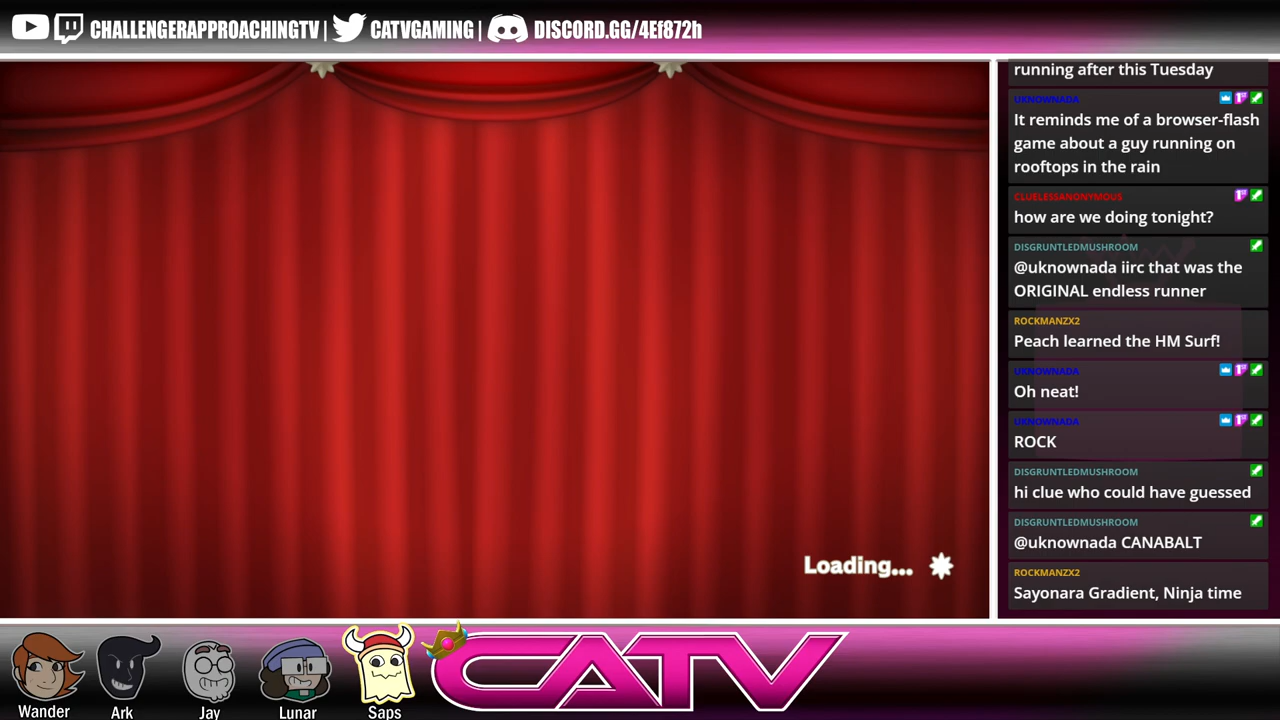 CHALLENGERAPPROACHINGTV | CATVGAMING | DISCORD.GG/4Ef872h
running after this Tuesday
UKNOWNADA
It reminds me of a browser-flash
game about a guy running on
rooftops in the rain
CLUELESSANONYMOUS
how are we doing tonight?
DISGRUNTLEDMUSHROOM
@uknownada iirc that was the
ORIGINAL endless runner
ROCKMANZX2
Peach learned the HM Surf!
UKNOWNADA
Oh neat!
UKNOWNADA
ROCK
DISGRUNTLEDMUSHROOM
hi clue who could have guessed
DISGRUNTLEDMUSHROOM
@uknownada CANABALT
ROCKMANZX2
Sayonara Gradient, Ninja time
Loading...
Wander
Ark
Jay
Lunar
Saps
CATV